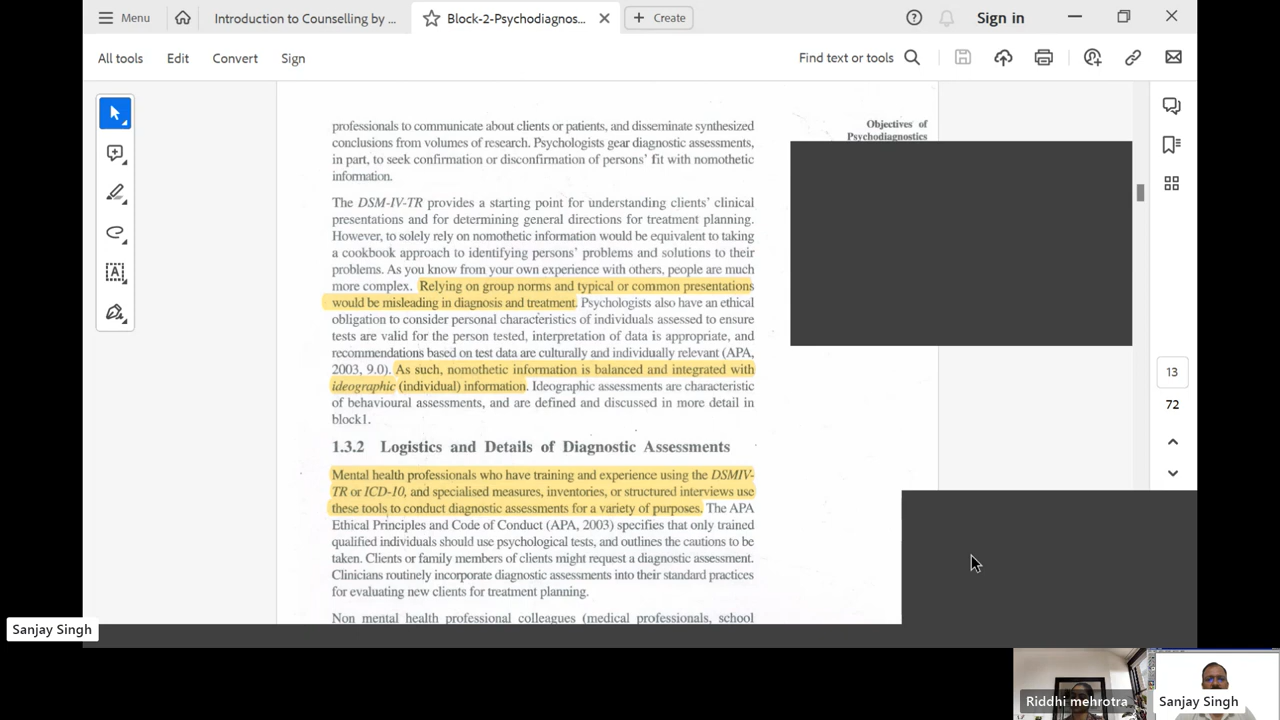 Menu
Introduction to Counselling by ...
Block-2-Psychodiagnos...
Create
Sign in
All tools
Edit
Convert
Sign
Find text or tools
Objectives of
Psychodiagnostics
professionals to communicate about clients or patients, and disseminate synthesized
conclusions from volumes of research. Psychologists gear diagnostic assessments,
in part, to seek confirmation or disconfirmation of persons' fit with nomothetic
information.
The DSM-IV-TR provides a starting point for understanding clients' clinical
presentations and for determining general directions for treatment planning.
However, to solely rely on nomothetic information would be equivalent to taking
a cookbook approach to identifying persons' problems and solutions to their
problems. As you know from your own experience with others, people are much
more complex. Relying on group norms and typical or common presentations
would be misleading in diagnosis and treatment. Psychologists also have an ethical
obligation to consider personal characteristics of individuals assessed to ensure
tests are valid for the person tested, interpretation of data is appropriate, and
recommendations based on test data are culturally and individually relevant (APA,
2003, 9.0). As such, nomothetic information is balanced and integrated with
ideographic (individual) information. Ideographic assessments are characteristic
of behavioural assessments, and are defined and discussed in more detail in
block1.
1.3.2 Logistics and Details of Diagnostic Assessments
Mental health professionals who have training and experience using the DSMIV-
TR or ICD-10, and specialised measures, inventories, or structured interviews use
these tools to conduct diagnostic assessments for a variety of purposes. The APA
Ethical Principles and Code of Conduct (APA, 2003) specifies that only trained
qualified individuals should use psychological tests, and outlines the cautions to be
taken. Clients or family members of clients might request a diagnostic assessment.
Clinicians routinely incorporate diagnostic assessments into their standard practices
for evaluating new clients for treatment planning.
Non mental health professional colleagues (medical professionals, school
13
72
Sanjay Singh
Riddhi mehrotra
Sanjay Singh